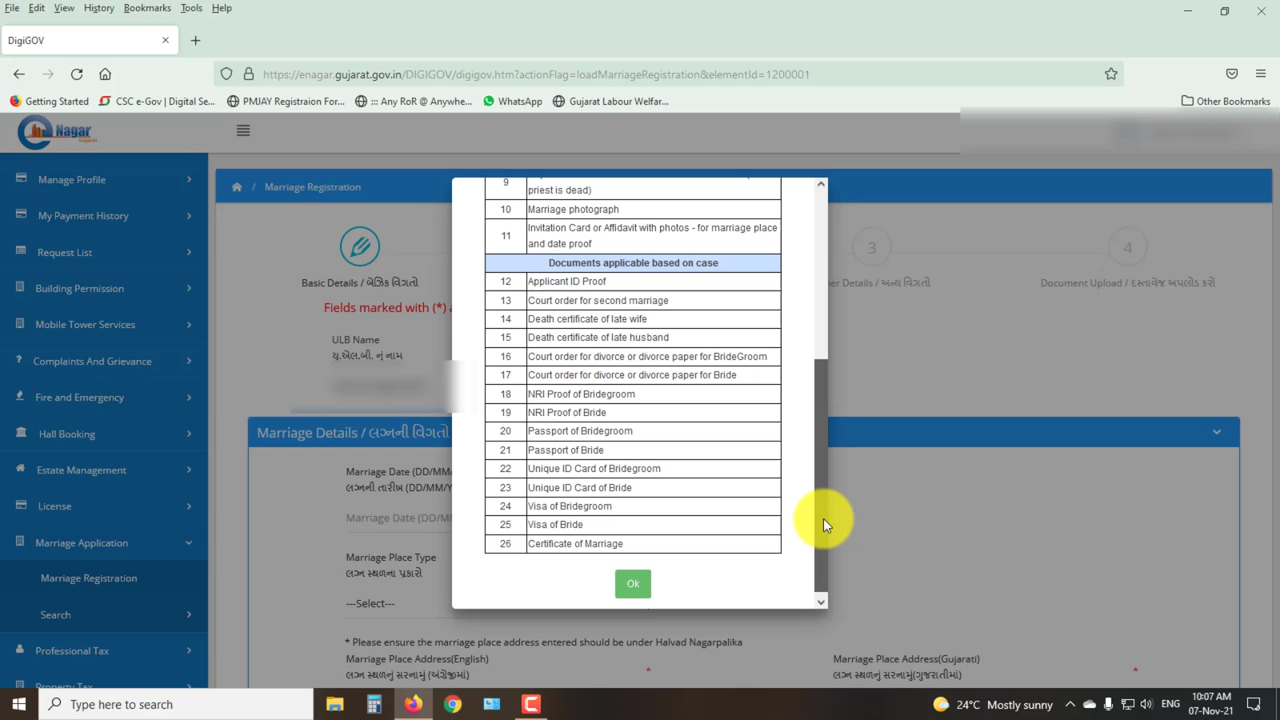 File Edit View History Bookmarks Tools Help
DigiGOV
https://enagar.gujarat.gov.in/DIGIGOV/digigov.htm?actionFlag=loadMarriageRegistration&elementId=1200001
Getting Started CSC e-Gov | Digital Se... PMJAY Registraion For... ::: Any RoR @ Anywhe... WhatsApp Gujarat Labour Welfar... Other Bookmarks
Nagar
Manage Profile
My Payment History
Request List
Building Permission
Mobile Tower Services
Complaints And Grievance
Fire and Emergency
Hall Booking
Estate Management
License
Marriage Application
Marriage Registration
Search
Professional Tax
Property Tax
/ Marriage Registration
3
4
Basic Details / બેઝિક વિગતો
er Details / અન્ય વિગતો
Document Upload / દસ્તાવેજ અપલોડ કરો
Fields marked with (*) a
ULB Name
યુ.એલ.બી. નું નામ
Marriage Details / લગ્નની વિગતો
Marriage Date (DD/MM/
લગ્નની તારીખ (DD/MM/Y
Marriage Date (DD/M
Marriage Place Type
લગ્ન સ્થળના પ્રકારો
---Select---
* Please ensure the marriage place address entered should be under Halvad Nagarpalika
Marriage Place Address(English)
લગ્ન સ્થળનું સરનામું (અંગ્રેજીમાં)
*
Marriage Place Address(Gujarati)
લગ્ન સ્થળનું સરનામું(ગુજરાતીમાં)
*
9 priest is dead)
10 Marriage photograph
11 Invitation Card or Affidavit with photos - for marriage place
and date proof
Documents applicable based on case
12 Applicant ID Proof
13 Court order for second marriage
14 Death certificate of late wife
15 Death certificate of late husband
16 Court order for divorce or divorce paper for BrideGroom
17 Court order for divorce or divorce paper for Bride
18 NRI Proof of Bridegroom
19 NRI Proof of Bride
20 Passport of Bridegroom
21 Passport of Bride
22 Unique ID Card of Bridegroom
23 Unique ID Card of Bride
24 Visa of Bridegroom
25 Visa of Bride
26 Certificate of Marriage
Ok
Type here to search
24°C Mostly sunny
ENG
10:07 AM
07-Nov-21